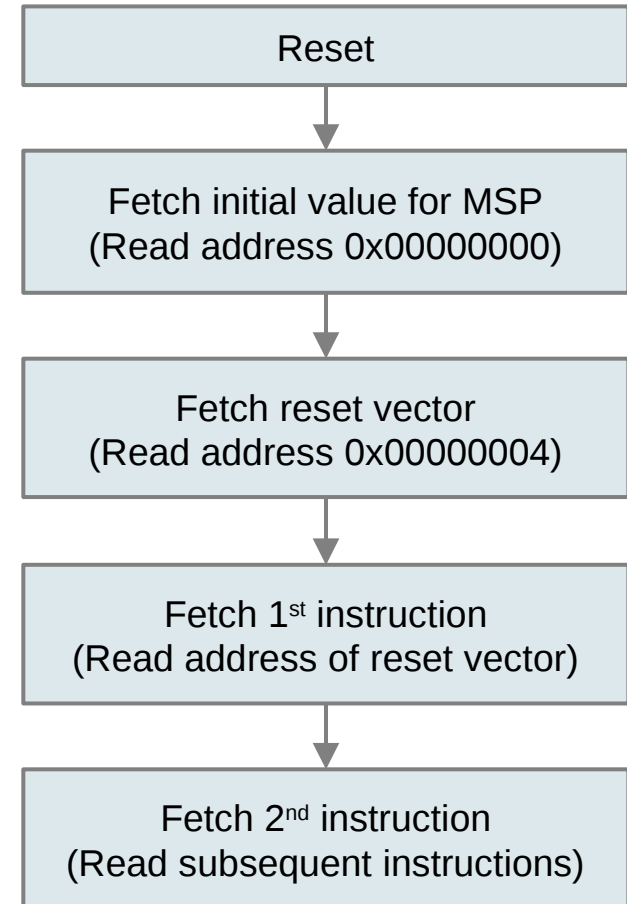 Reset
Fetch initial value for MSP
(Read address 0x00000000)
Fetch reset vector
(Read address 0x00000004)
Fetch 1st instruction
(Read address of reset vector)
Fetch 2nd instruction
(Read subsequent instructions)